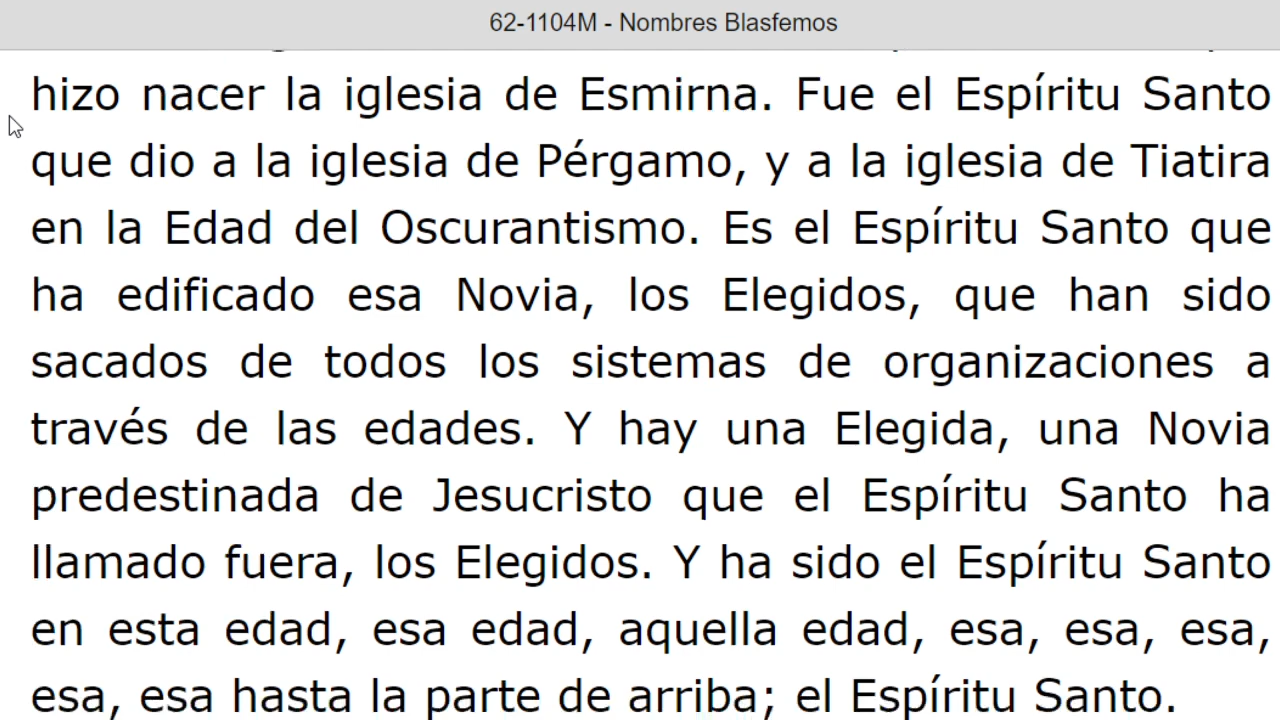 62-1104M - Nombres Blasfemos
hizo nacer la iglesia de Esmirna. Fue el Espíritu Santo
que dio a la iglesia de Pérgamo, y a la iglesia de Tiatira
en la Edad del Oscurantismo. Es el Espíritu Santo que
ha edificado esa Novia, los Elegidos, que han sido
sacados de todos los sistemas de organizaciones a
través de las edades. Y hay una Elegida, una Novia
predestinada de Jesucristo que el Espíritu Santo ha
llamado fuera, los Elegidos. Y ha sido el Espíritu Santo
en esta edad, esa edad, aquella edad, esa, esa, esa,
esa, esa hasta la parte de arriba; el Espíritu Santo.